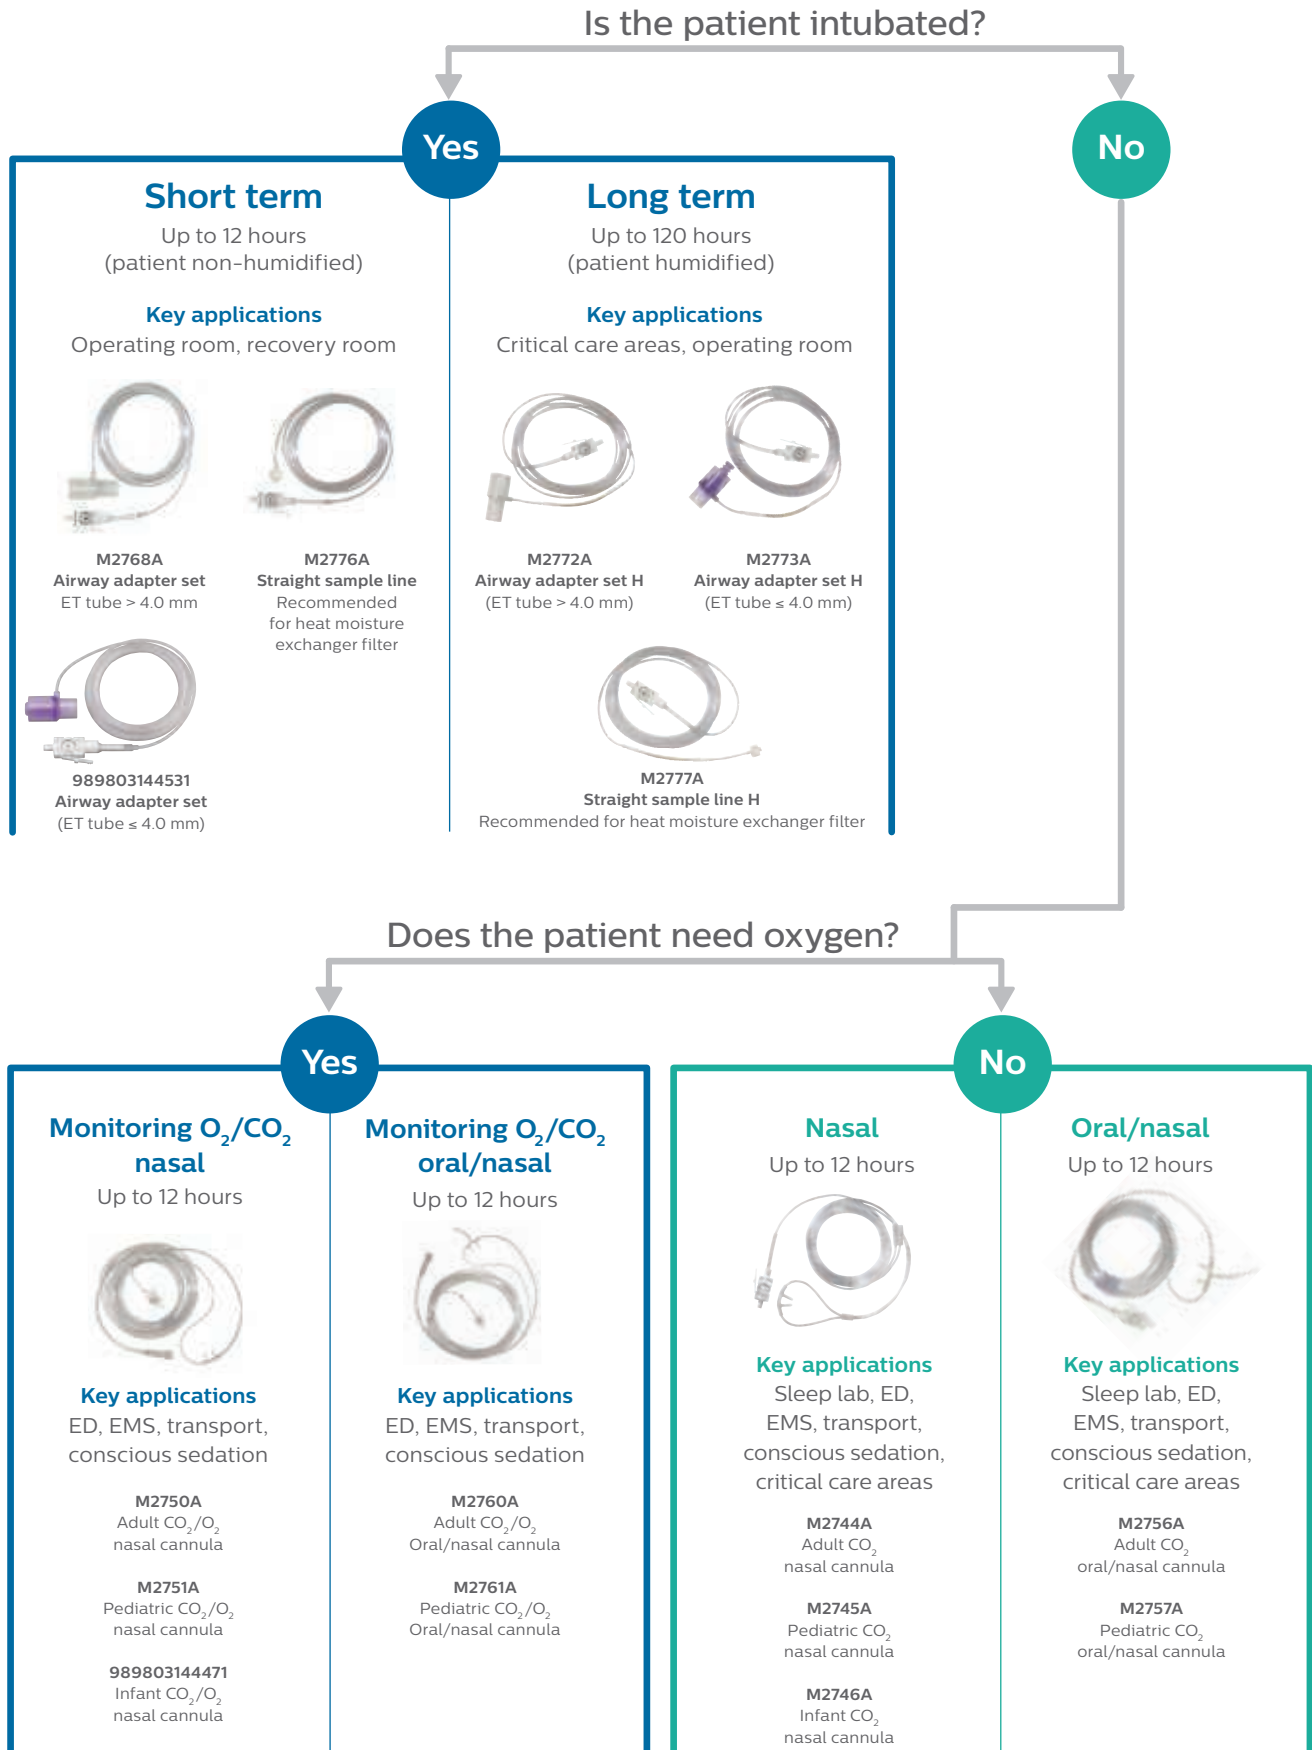 Is the patient intubated?
Yes
No
Short term
Up to 12 hours
(patient non-humidified)
Key applications
Operating room, recovery room
M2768A
Airway adapter set
ET tube > 4.0 mm
M2776A
Straight sample line
Recommended
for heat moisture
exchanger filter
989803144531
Airway adapter set
(ET tube ≤ 4.0 mm)
Long term
Up to 120 hours
(patient humidified)
Key applications
Critical care areas, operating room
M2772A
Airway adapter set H
(ET tube > 4.0 mm)
M2773A
Airway adapter set H
(ET tube ≤ 4.0 mm)
M2777A
Straight sample line H
Recommended for heat moisture exchanger filter
Does the patient need oxygen?
Yes
No
Monitoring O₂/CO₂
nasal
Up to 12 hours
Key applications
ED, EMS, transport,
conscious sedation
M2750A
Adult CO₂/O₂
nasal cannula
M2751A
Pediatric CO₂/O₂
nasal cannula
989803144471
Infant CO₂/O₂
nasal cannula
Monitoring O₂/CO₂
oral/nasal
Up to 12 hours
Key applications
ED, EMS, transport,
conscious sedation
M2760A
Adult CO₂/O₂
Oral/nasal cannula
M2761A
Pediatric CO₂/O₂
Oral/nasal cannula
Nasal
Up to 12 hours
Key applications
Sleep lab, ED,
EMS, transport,
conscious sedation,
critical care areas
M2744A
Adult CO₂
nasal cannula
M2745A
Pediatric CO₂
nasal cannula
M2746A
Infant CO₂
nasal cannula
Oral/nasal
Up to 12 hours
Key applications
Sleep lab, ED,
EMS, transport,
conscious sedation,
critical care areas
M2756A
Adult CO₂
oral/nasal cannula
M2757A
Pediatric CO₂
oral/nasal cannula